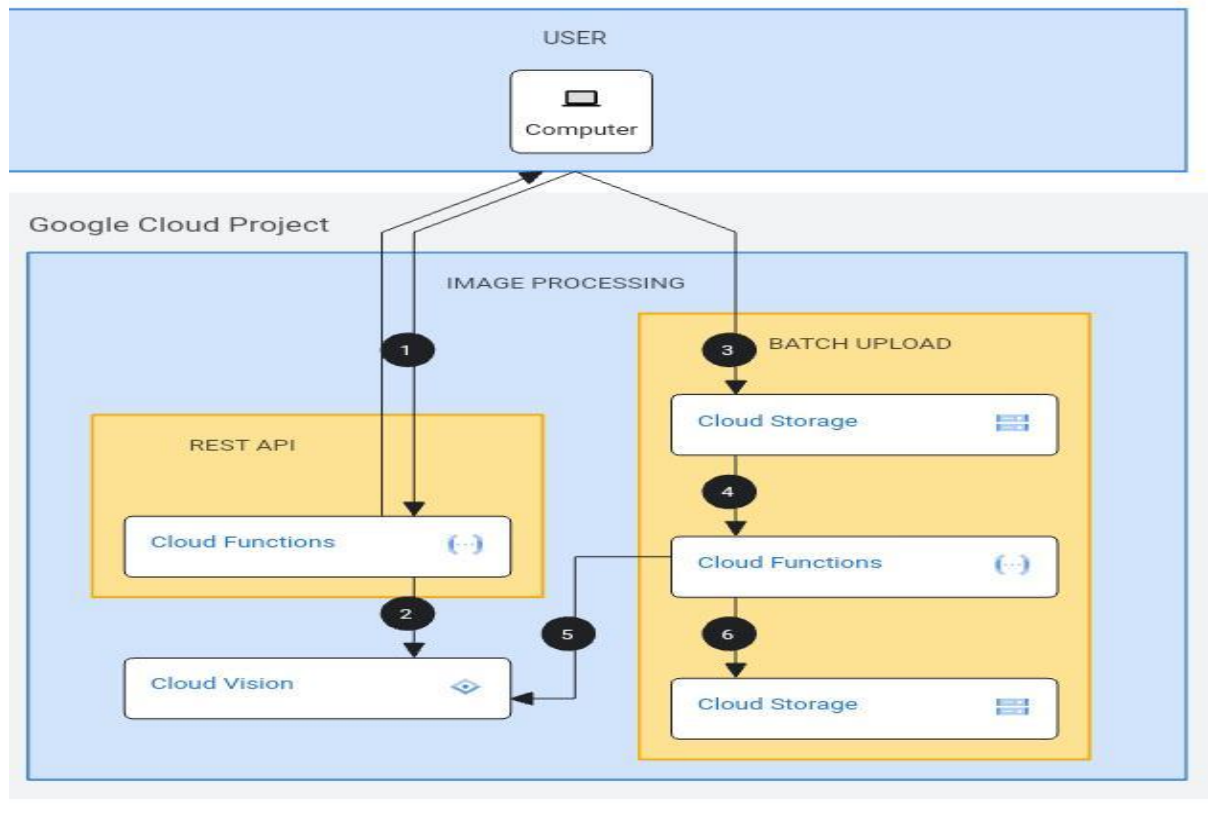 USER
Computer
Google Cloud Project
IMAGE PROCESSING
1
3
BATCH UPLOAD
Cloud Storage
REST API
4
Cloud Functions
Cloud Functions
2
5
6
Cloud Vision
Cloud Storage